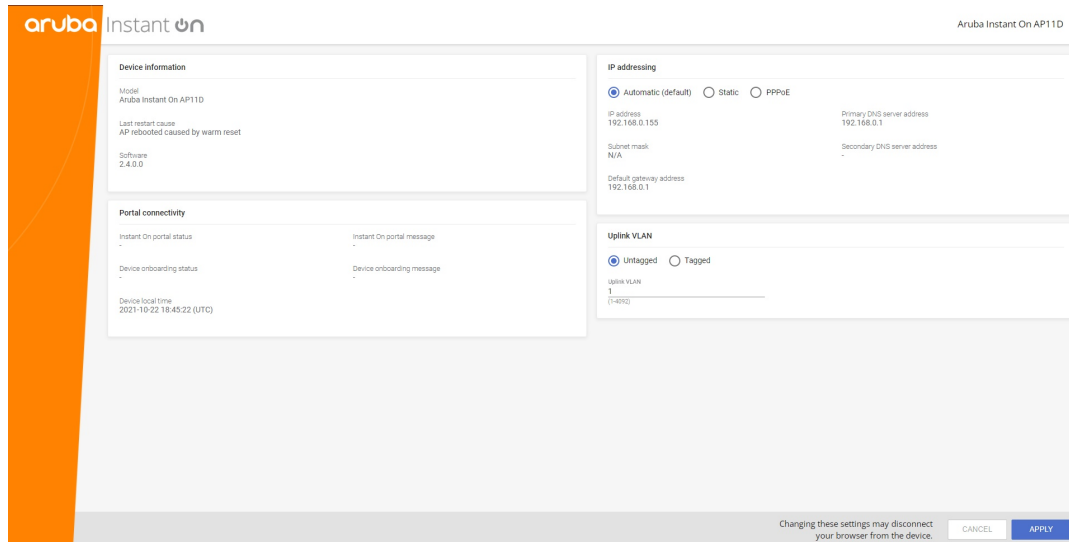 aruba Instant On
Aruba Instant On AP11D
Device information
Model
Aruba Instant On AP11D
Last restart cause
AP rebooted caused by warm reset
Software
2.4.0.0
Portal connectivity
Instant On portal status
-
Instant On portal message
-
Device onboarding status
-
Device onboarding message
-
Device local time
2021-10-22 18:45:22 (UTC)
IP addressing
Automatic (default) Static PPPoE
IP address
192.168.0.155
Primary DNS server address
192.168.0.1
Subnet mask
N/A
Secondary DNS server address
-
Default gateway address
192.168.0.1
Uplink VLAN
Untagged Tagged
Uplink VLAN
1
(1-4092)
Changing these settings may disconnect
your browser from the device.
CANCEL APPLY